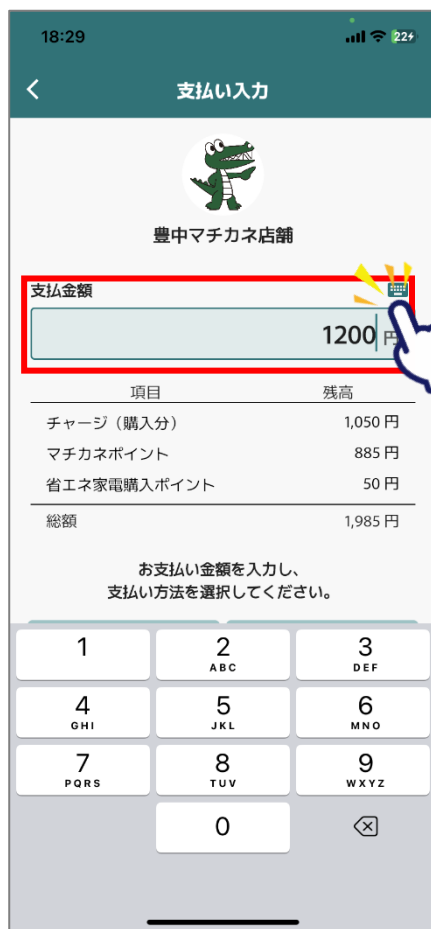 18:29
22
支払い入力
豊中マチカネ店舗
支払金額
1200 円
項目 残高
チャージ（購入分） 1,050 円
マチカネポイント 885 円
省エネ家電購入ポイント 50 円
総額 1,985 円
お支払い金額を入力し、
支払い方法を選択してください。
1 2 3
ABC DEF
4 5 6
GHI JKL MNO
7 8 9
PQRS TUV WXYZ
0